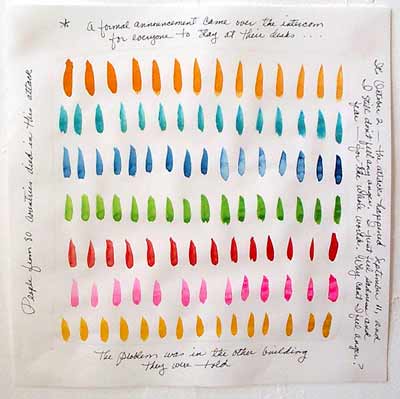 * A formal announcement came over the intercom
for everyone to stay at their desks ...
It's October 2 — the attack happened September 11, and
I still don't feel any anger. I just feel sadness and
fear — for the whole world. Why can't I feel anger?
The problem was in the other building
they were told
People from 80 countries died in this attack